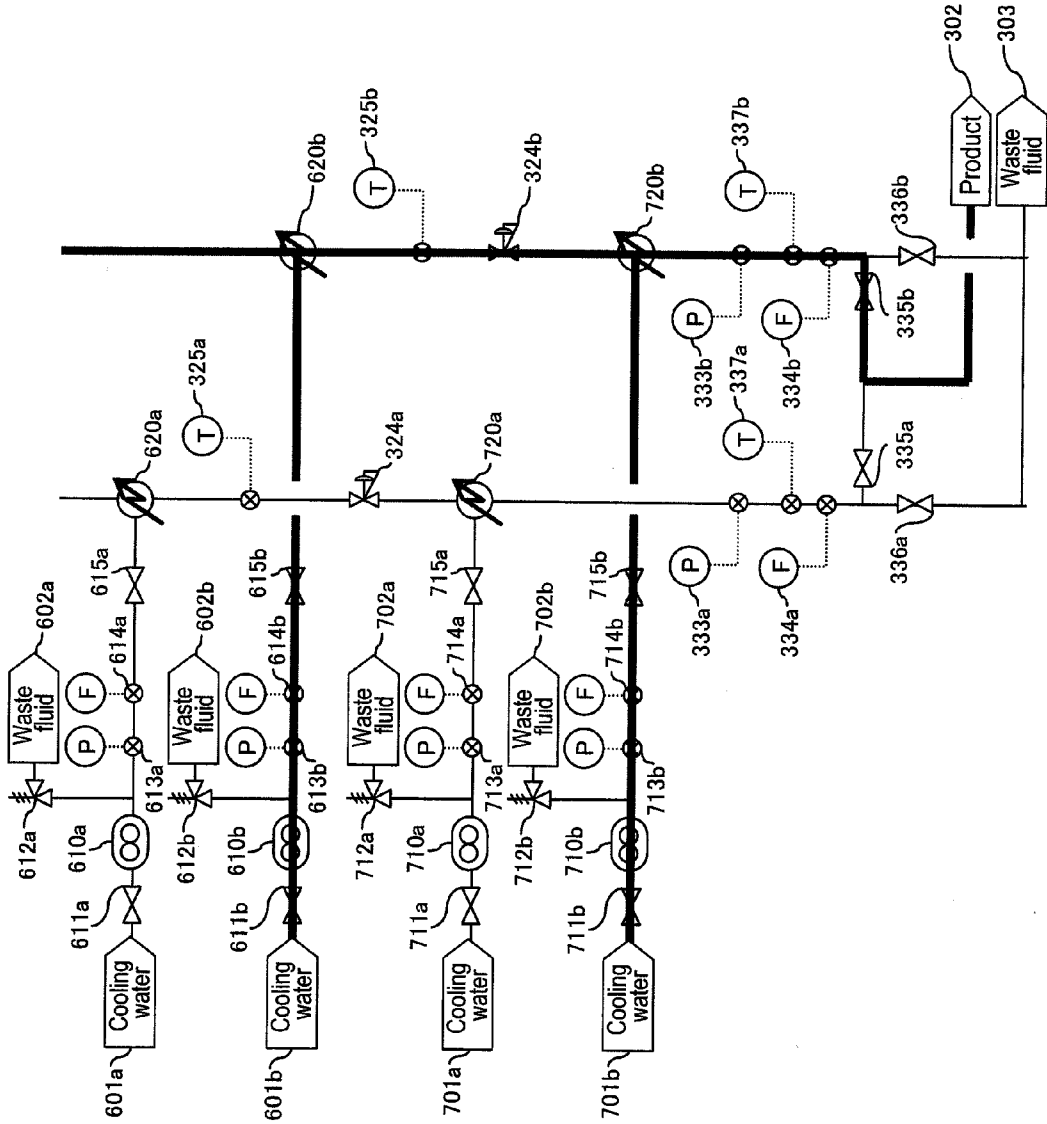 602a
Waste
fluid
612a
610a
611a
P
F
613a
614a
615a
620a
Cooling
water
601a
325a
T
602b
Waste
fluid
612b
610b
611b
P
F
613b
614b
615b
620b
Cooling
water
601b
325b
T
324a
324b
702a
Waste
fluid
712a
710a
711a
P
F
713a
714a
715a
720a
Cooling
water
701a
702b
Waste
fluid
712b
710b
711b
P
F
713b
714b
715b
720b
Cooling
water
701b
333a
P
333b
P
337a
T
337b
T
334a
F
334b
F
335a
335b
336a
336b
Product
302
Waste
fluid
303